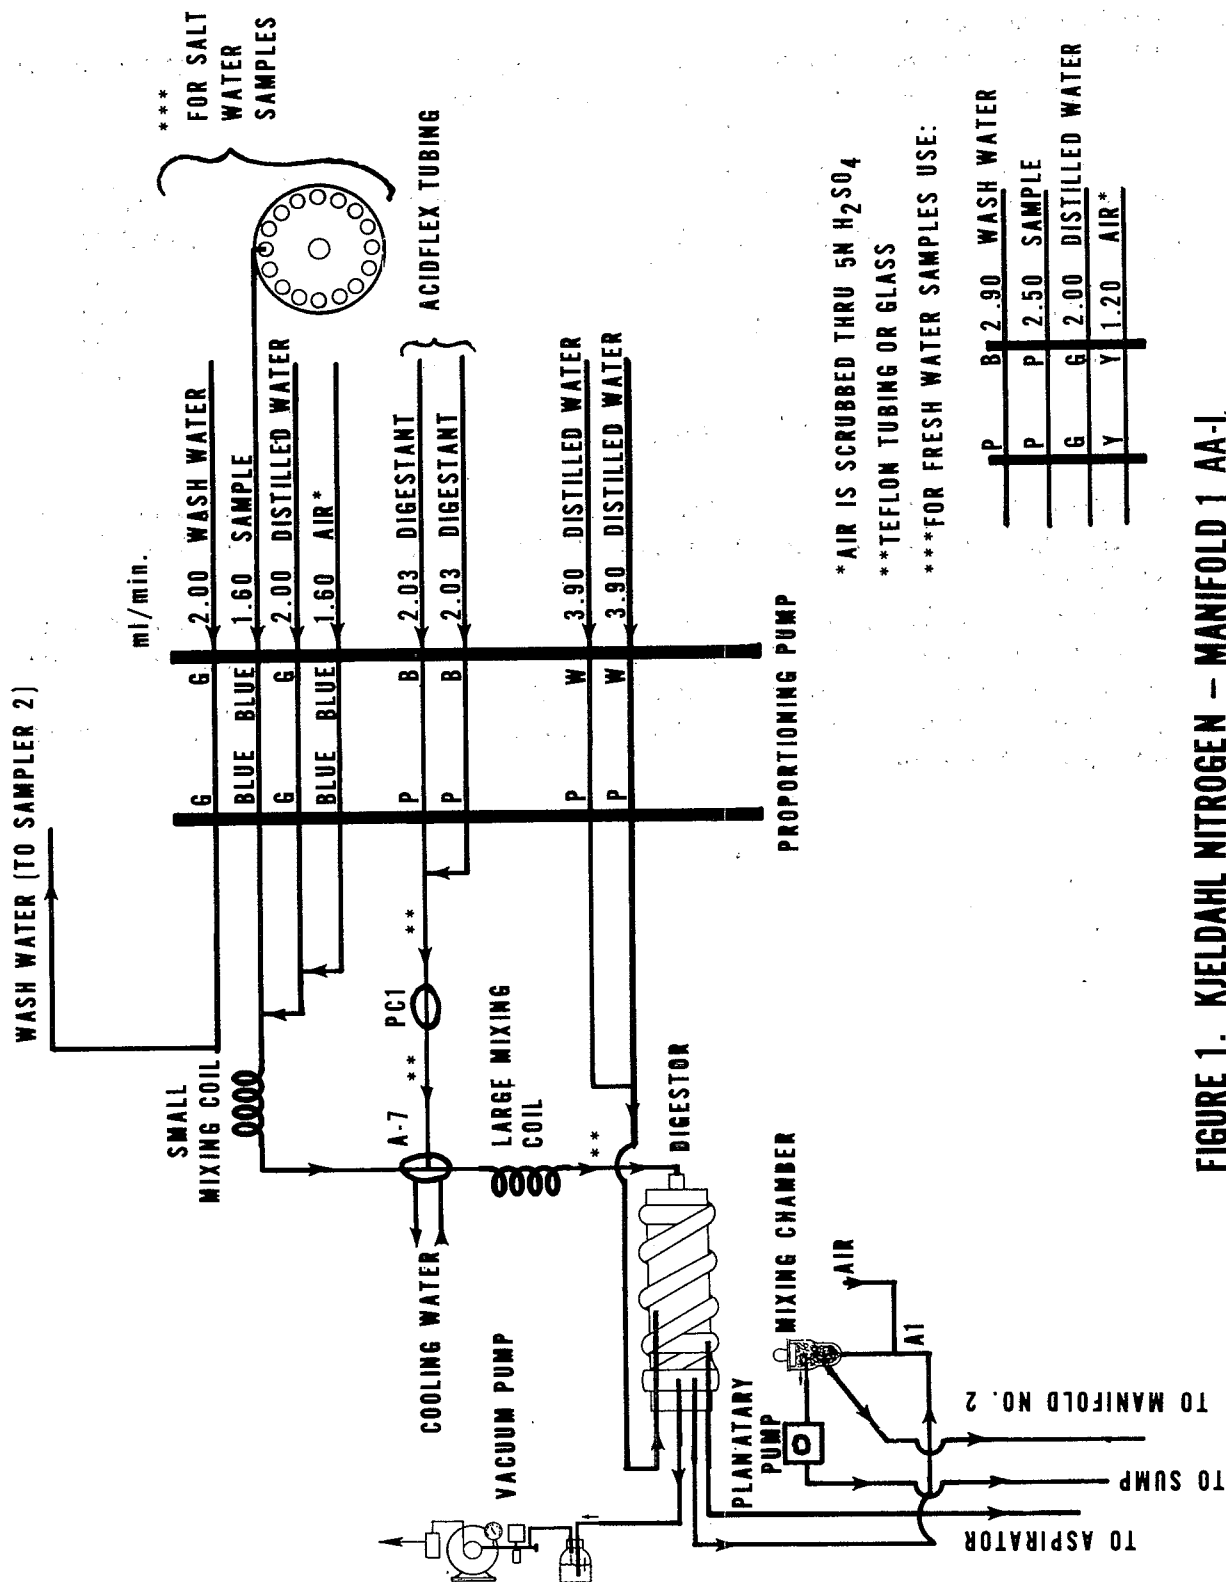 WASH WATER [TO SAMPLER 2]
ml/min.
***
FOR SALT
WATER
SAMPLES
G G 2.00 WASH WATER
BLUE BLUE 1.60 SAMPLE
G G 2.00 DISTILLED WATER
BLUE BLUE 1.60 AIR*
P B 2.03 DIGESTANT
P B 2.03 DIGESTANT
ACIDFLEX TUBING
P W 3.90 DISTILLED WATER
P W 3.90 DISTILLED WATER
PROPORTIONING PUMP
SMALL
MIXING COIL
**
PC1
**
A-7
LARGE MIXING
COIL
**
COOLING WATER
DIGESTOR
VACUUM PUMP
MIXING CHAMBER
AIR
A1
PLANATARY
PUMP
TO MANIFOLD NO. 2
TO SUMP
TO ASPIRATOR
*AIR IS SCRUBBED THRU 5N H2SO4
**TEFLON TUBING OR GLASS
***FOR FRESH WATER SAMPLES USE:
P B 2.90 WASH WATER
P P 2.50 SAMPLE
G G 2.00 DISTILLED WATER
Y Y 1.20 AIR*
FIGURE 1. KJELDAHL NITROGEN – MANIFOLD 1 AA-I